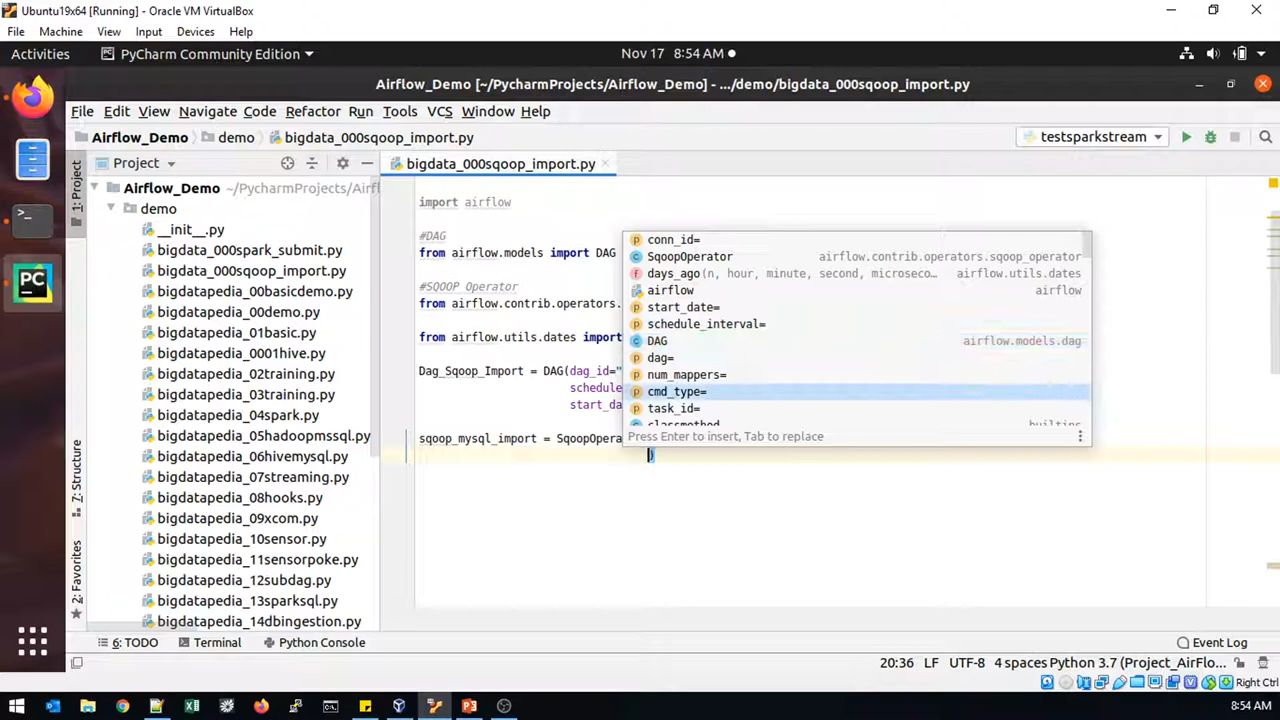 Ubuntu19x64 [Running] - Oracle VM VirtualBox
File Machine View Input Devices Help
Activities PyCharm Community Edition Nov 17 8:54 AM
Airflow_Demo [~/PycharmProjects/Airflow_Demo] - .../demo/bigdata_000sqoop_import.py
File Edit View Navigate Code Refactor Run Tools VCS Window Help
Airflow_Demo demo bigdata_000sqoop_import.py testsparkstream
1: Project
Project
bigdata_000sqoop_import.py
Airflow_Demo ~/PycharmProjects/Airfl
demo
__init__.py
bigdata_000spark_submit.py
bigdata_000sqoop_import.py
bigdatapedia_00basicdemo.py
bigdatapedia_00demo.py
bigdatapedia_01basic.py
bigdatapedia_0001hive.py
bigdatapedia_02training.py
bigdatapedia_03training.py
bigdatapedia_04spark.py
bigdatapedia_05hadoopmssql.py
bigdatapedia_06hivemysql.py
bigdatapedia_07streaming.py
bigdatapedia_08hooks.py
bigdatapedia_09xcom.py
bigdatapedia_10sensor.py
bigdatapedia_11sensorpoke.py
bigdatapedia_12subdag.py
bigdatapedia_13sparksql.py
bigdatapedia_14dbingestion.py
7: Structure
2: Favorites
import airflow
#DAG
from airflow.models import DAG
#SQOOP Operator
from airflow.contrib.operators.
from airflow.utils.dates import
Dag_Sqoop_Import = DAG(dag_id="
schedule
start_da
sqoop_mysql_import = SqoopOpera
)
conn_id=
SqoopOperator airflow.contrib.operators.sqoop_operator
days_ago(n, hour, minute, second, microseco... airflow.utils.dates
airflow airflow
start_date=
schedule_interval=
DAG airflow.models.dag
dag=
num_mappers=
cmd_type=
task_id=
classmethod builtins
Press Enter to insert, Tab to replace
6: TODO Terminal Python Console Event Log
20:36 LF UTF-8 4 spaces Python 3.7 (Project_AirFlo...
Right Ctrl
8:54 AM